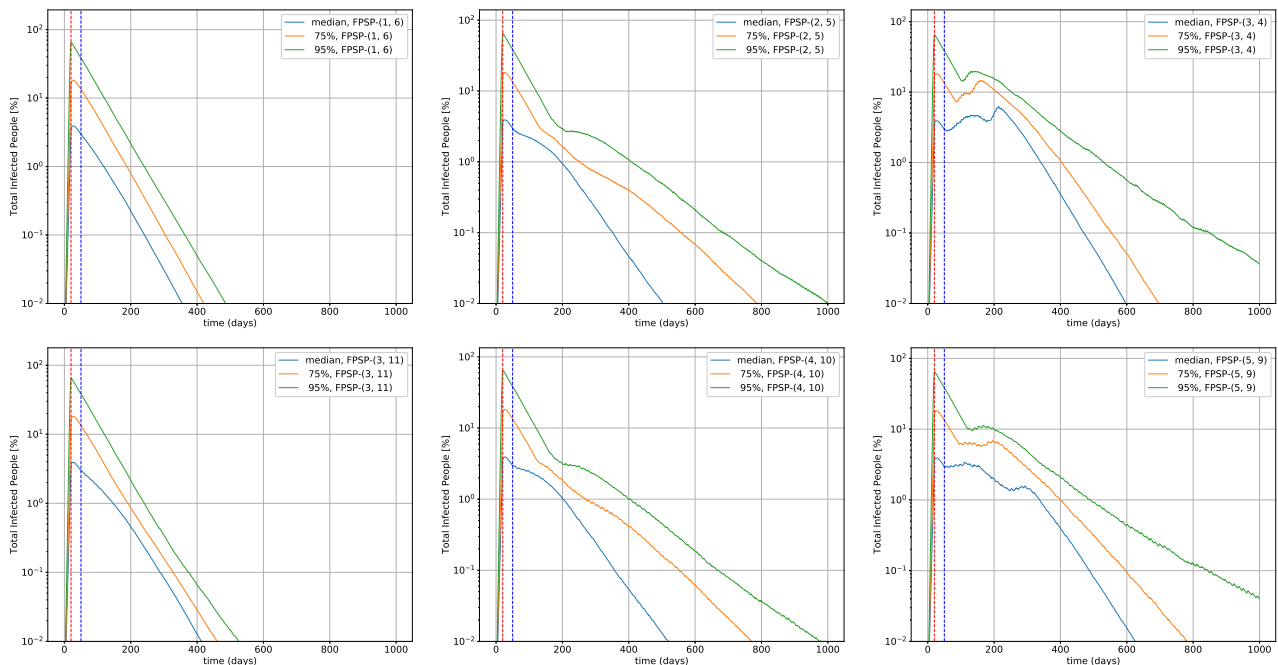 Total Infected People [%]
10²
10¹
10⁰
10⁻¹
10⁻²
median, FPSP-(1, 6)
75%, FPSP-(1, 6)
95%, FPSP-(1, 6)
0 200 400 600 800 1000
time (days)
Total Infected People [%]
10²
10¹
10⁰
10⁻¹
10⁻²
median, FPSP-(2, 5)
75%, FPSP-(2, 5)
95%, FPSP-(2, 5)
0 200 400 600 800 1000
time (days)
Total Infected People [%]
10²
10¹
10⁰
10⁻¹
10⁻²
median, FPSP-(3, 4)
75%, FPSP-(3, 4)
95%, FPSP-(3, 4)
0 200 400 600 800 1000
time (days)
Total Infected People [%]
10²
10¹
10⁰
10⁻¹
10⁻²
median, FPSP-(3, 11)
75%, FPSP-(3, 11)
95%, FPSP-(3, 11)
0 200 400 600 800 1000
time (days)
Total Infected People [%]
10²
10¹
10⁰
10⁻¹
10⁻²
median, FPSP-(4, 10)
75%, FPSP-(4, 10)
95%, FPSP-(4, 10)
0 200 400 600 800 1000
time (days)
Total Infected People [%]
10²
10¹
10⁰
10⁻¹
10⁻²
median, FPSP-(5, 9)
75%, FPSP-(5, 9)
95%, FPSP-(5, 9)
0 200 400 600 800 1000
time (days)